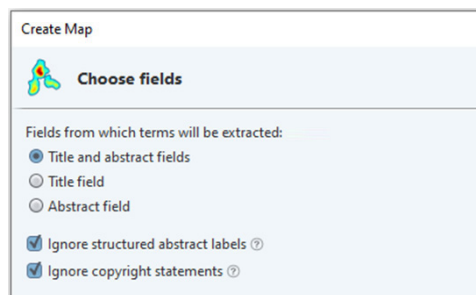 Create Map
Choose fields
Fields from which terms will be extracted:
Title and abstract fields
Title field
Abstract field
Ignore structured abstract labels ?
Ignore copyright statements ?